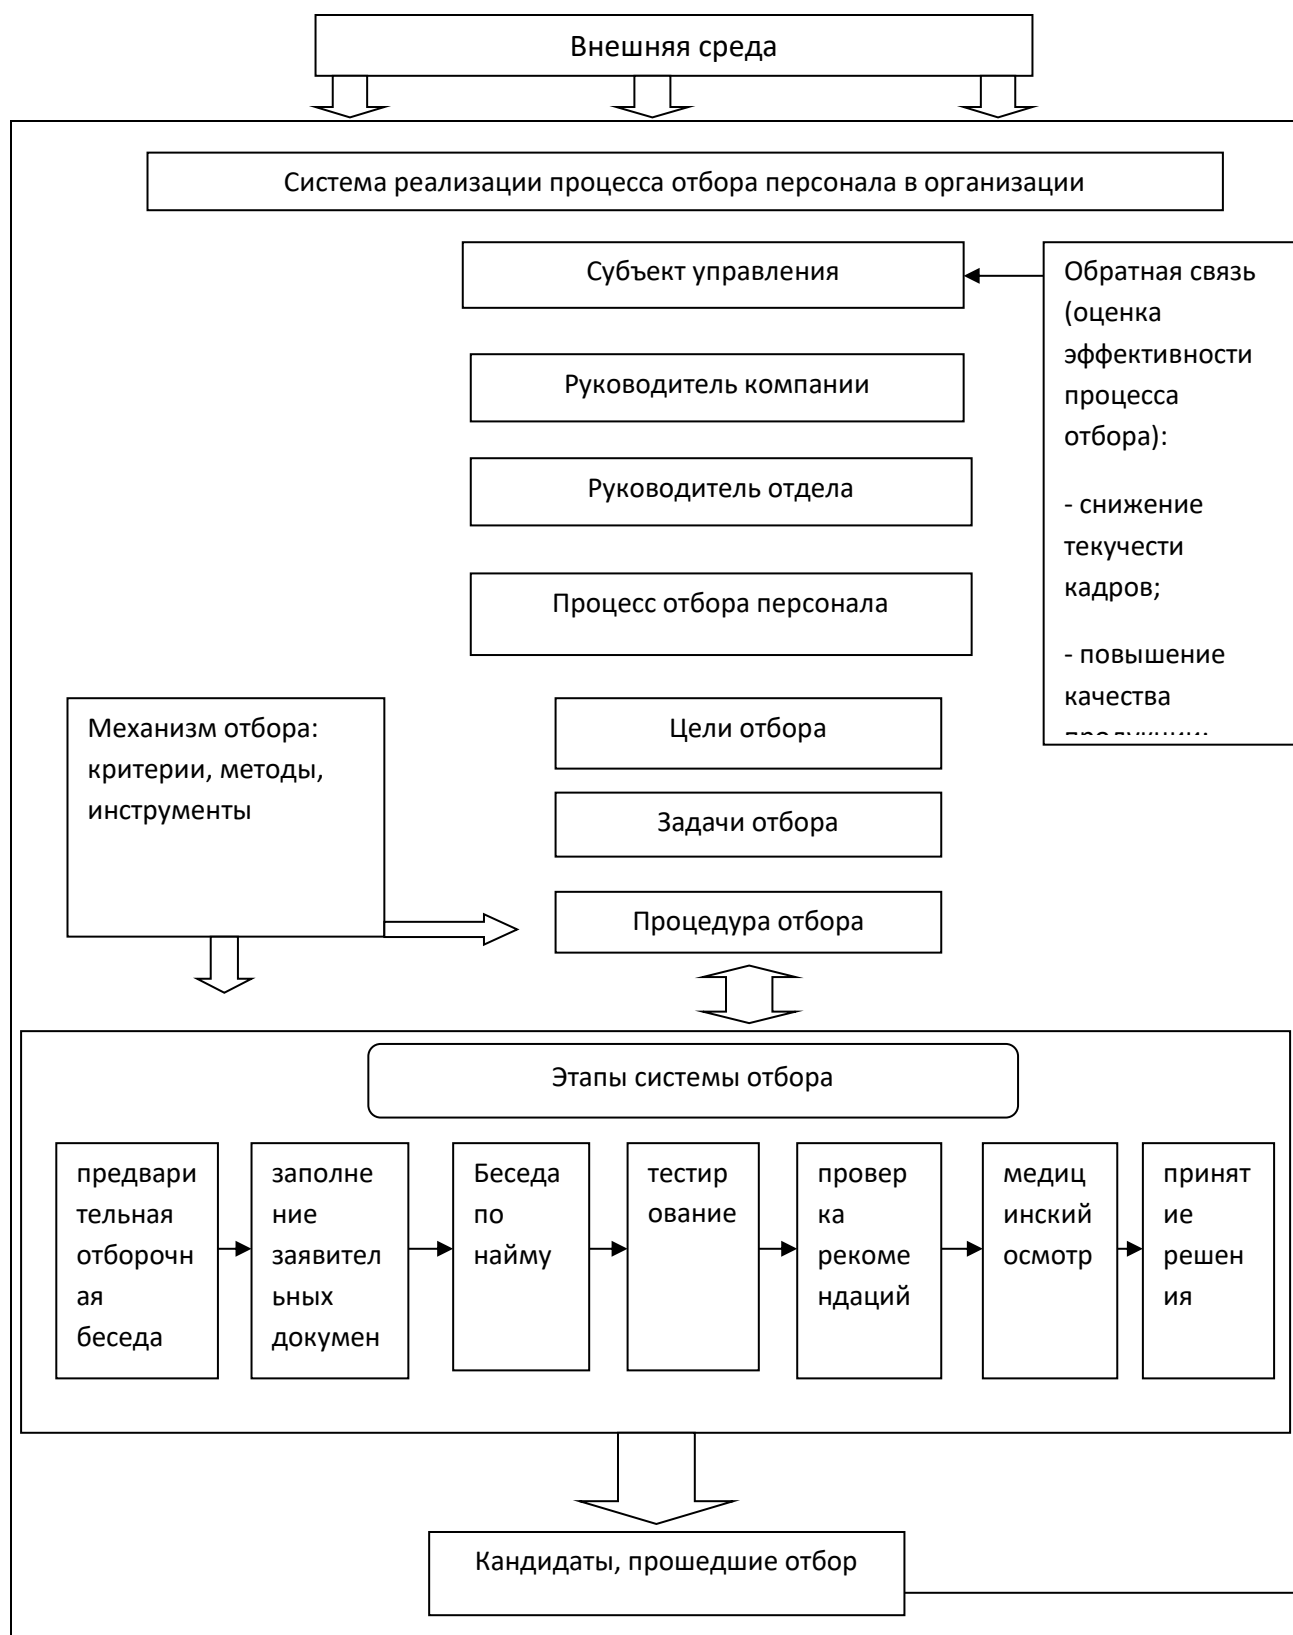 Внешняя среда
Система реализации процесса отбора персонала в организации
Субъект управления
Обратная связь
(оценка
эффективности
процесса
отбора):
- снижение
текучести
кадров;
- повышение
качества
продукции;
Руководитель компании
Руководитель отдела
Процесс отбора персонала
Механизм отбора:
критерии, методы,
инструменты
Цели отбора
Задачи отбора
Процедура отбора
Этапы системы отбора
предвари
тельная
отборочн
ая
беседа
заполне
ние
заявител
ьных
докумен
Беседа
по
найму
тестир
ование
провер
ка
рекоме
ндаций
медиц
инский
осмотр
принят
ие
решен
ия
Кандидаты, прошедшие отбор